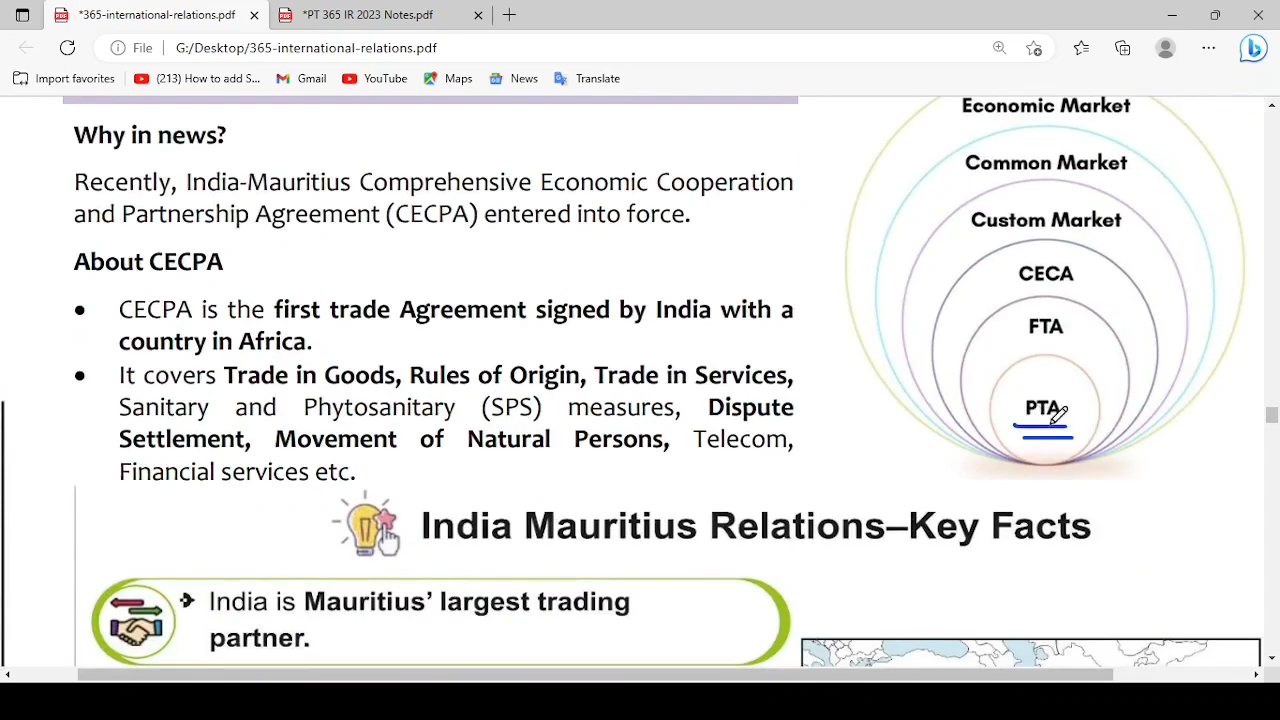 *365-international-relations.pdf
*PT 365 IR 2023 Notes.pdf
File
G:/Desktop/365-international-relations.pdf
Import favorites
(213) How to add S...
Gmail
YouTube
Maps
News
Translate
Why in news?
Recently, India-Mauritius Comprehensive Economic Cooperation
and Partnership Agreement (CECPA) entered into force.
About CECPA
• CECPA is the first trade Agreement signed by India with a
country in Africa.
• It covers Trade in Goods, Rules of Origin, Trade in Services,
Sanitary and Phytosanitary (SPS) measures, Dispute
Settlement, Movement of Natural Persons, Telecom,
Financial services etc.
Economic Market
Common Market
Custom Market
CECA
FTA
PTA
India Mauritius Relations–Key Facts
India is Mauritius’ largest trading
partner.